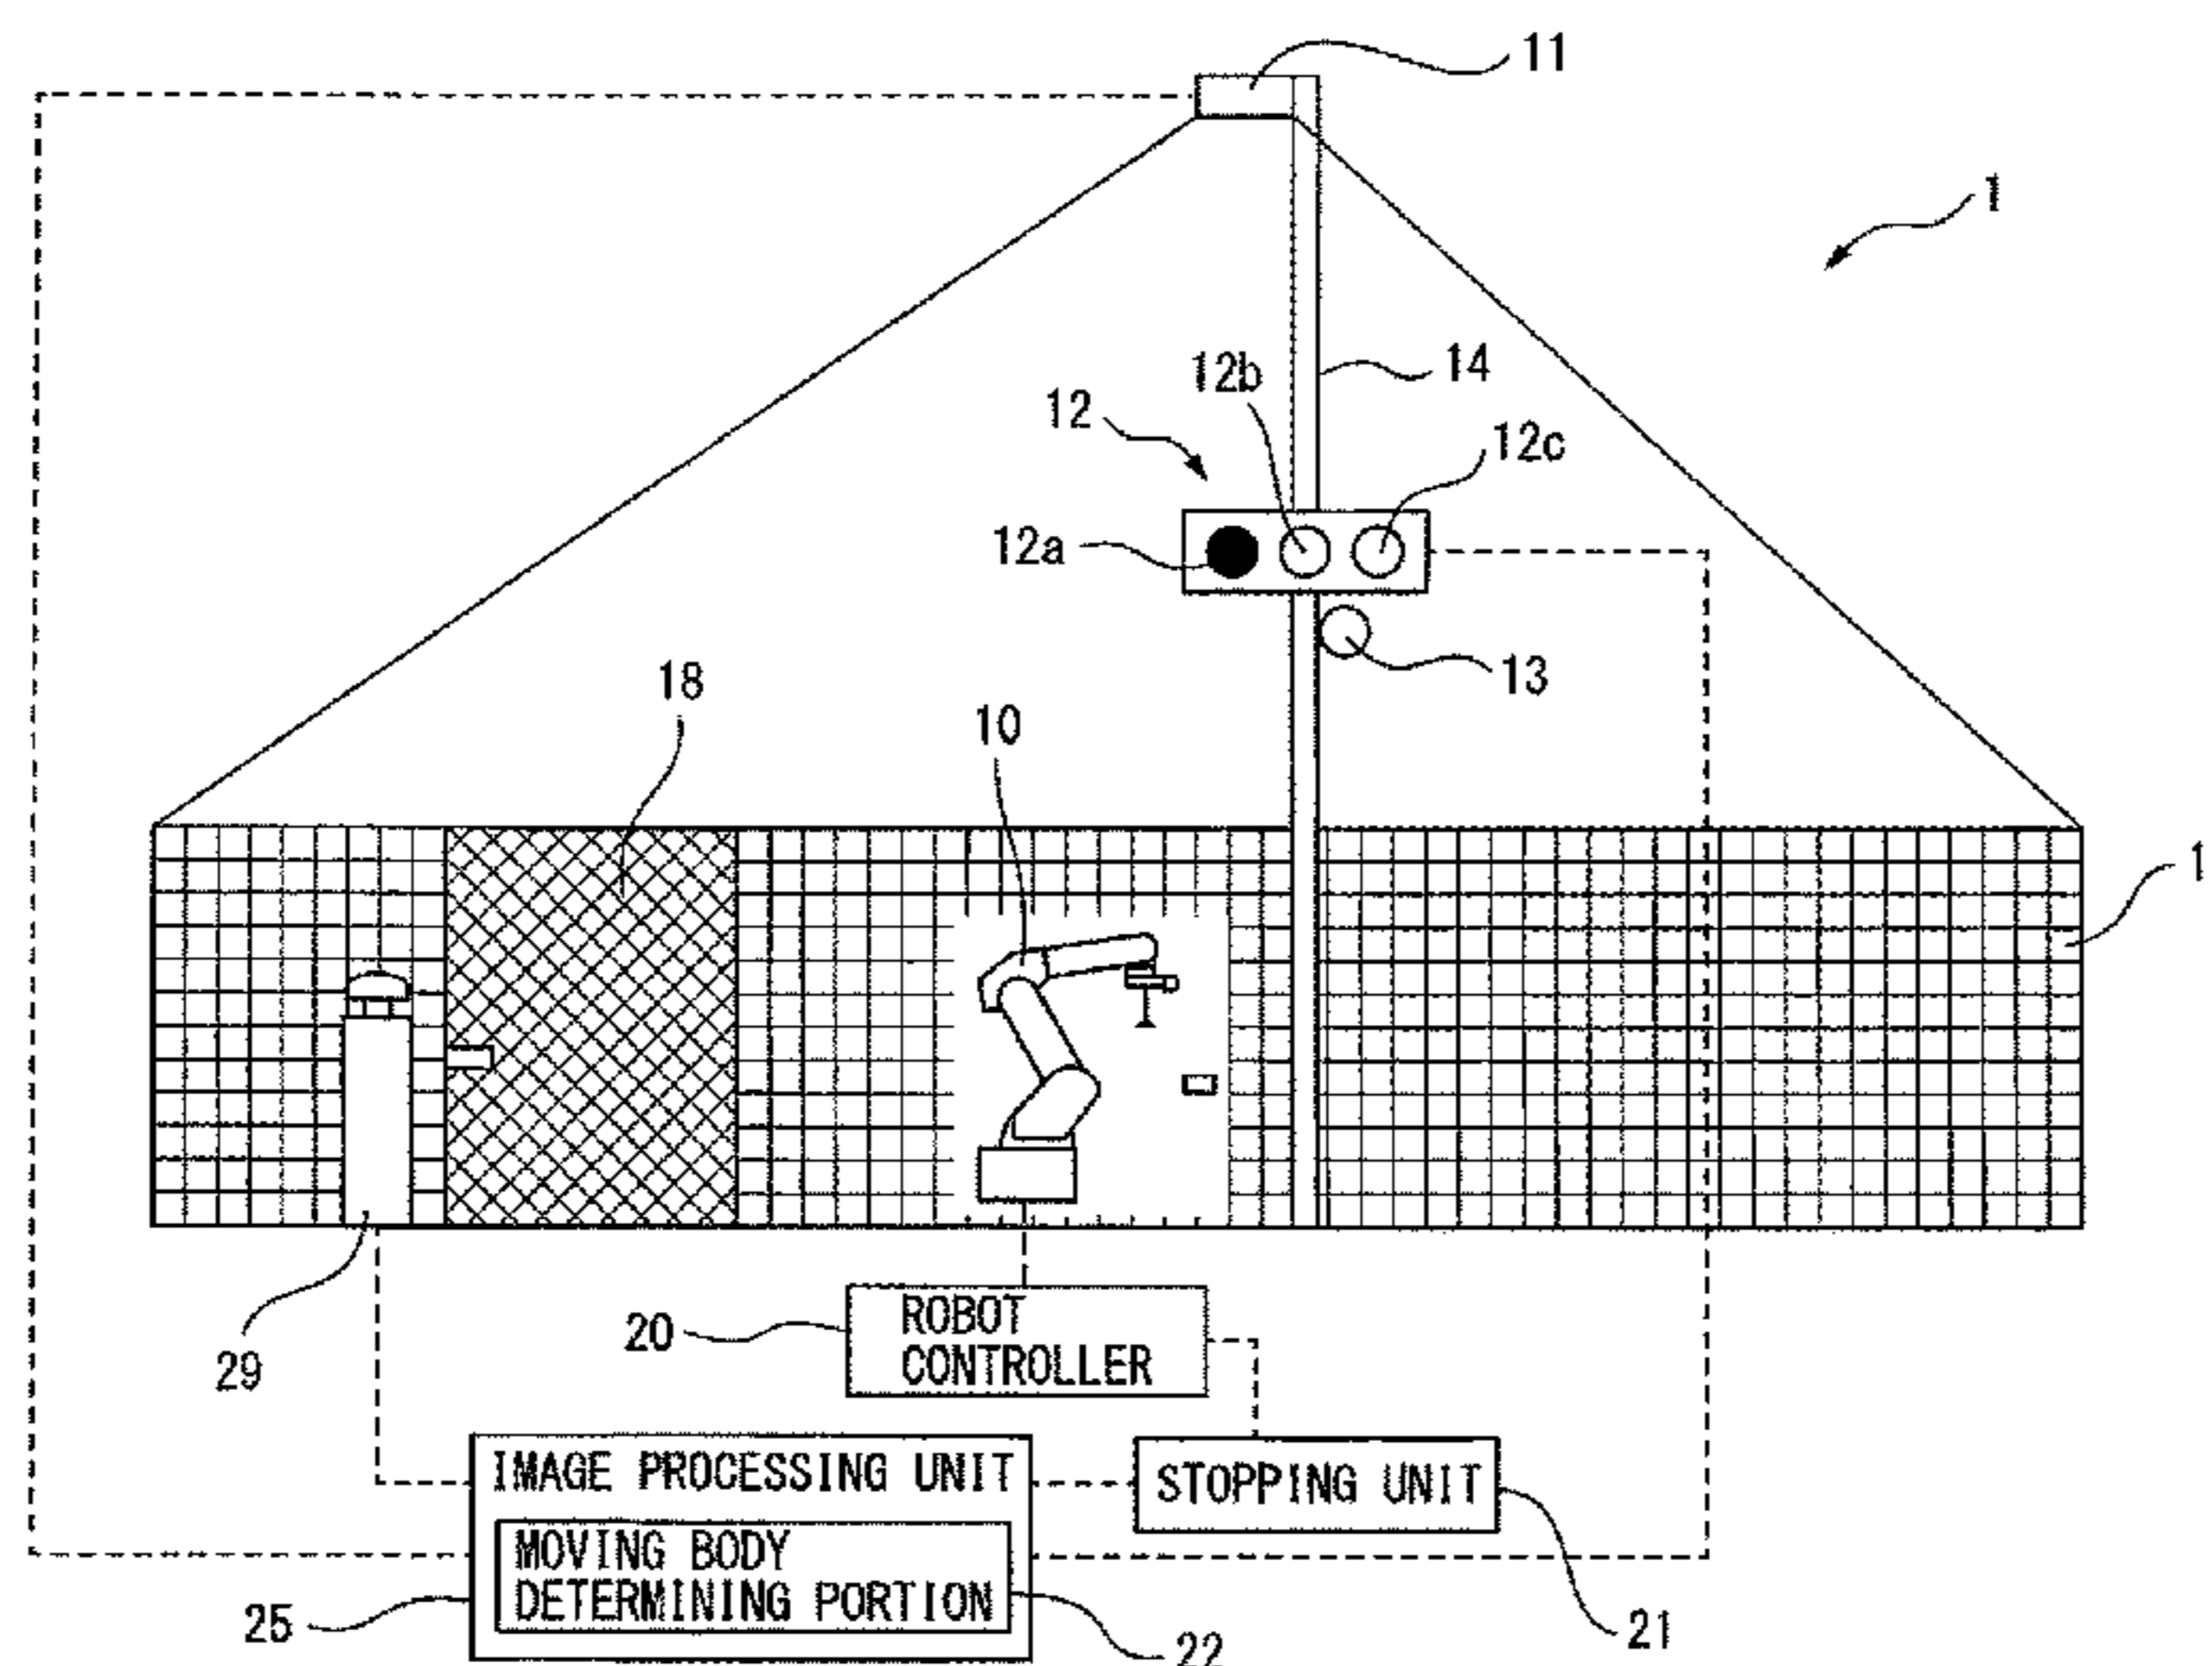 11
1
12b
14
12
12c
12a
13
18
10
1
29
20
ROBOT
CONTROLLER
IMAGE PROCESSING UNIT
STOPPING UNIT
MOVING BODY
DETERMINING PORTION
25
22
21